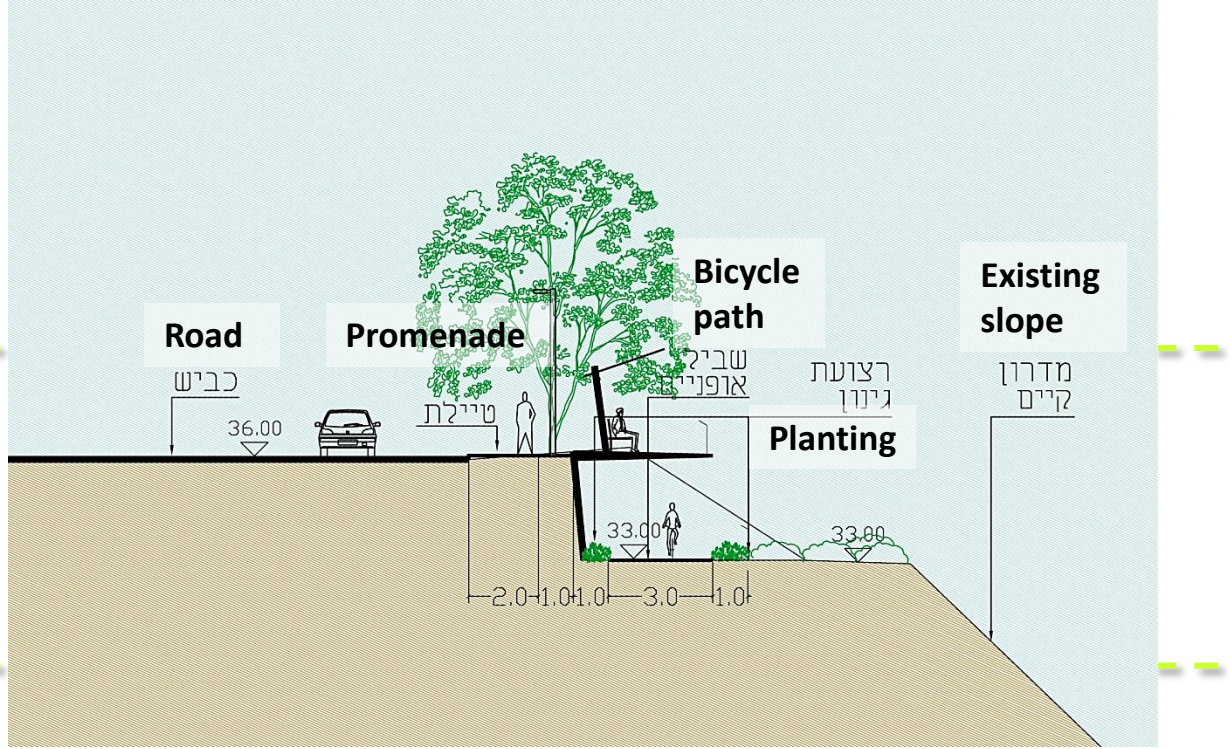 Bicycle
path
Existing
slope
Road
Promenade
כביש
טיילת
שביל
אופניים
רצועת
גינון
מדרון
קיים
Planting
36.00
33.00
33.00
2.0 1.0 1.0 3.0 1.0